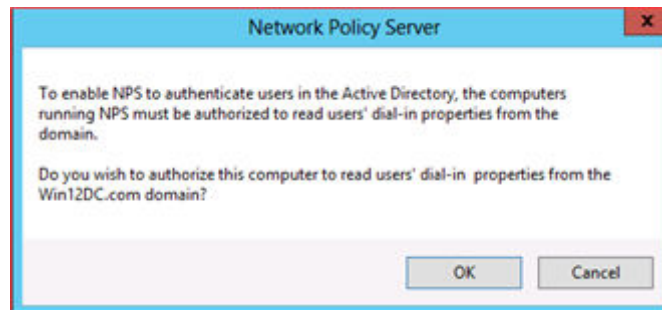 Network Policy Server
x
To enable NPS to authenticate users in the Active Directory, the computers
running NPS must be authorized to read users' dial-in properties from the
domain.
Do you wish to authorize this computer to read users' dial-in  properties from the
Win12DC.com domain?
OK
Cancel